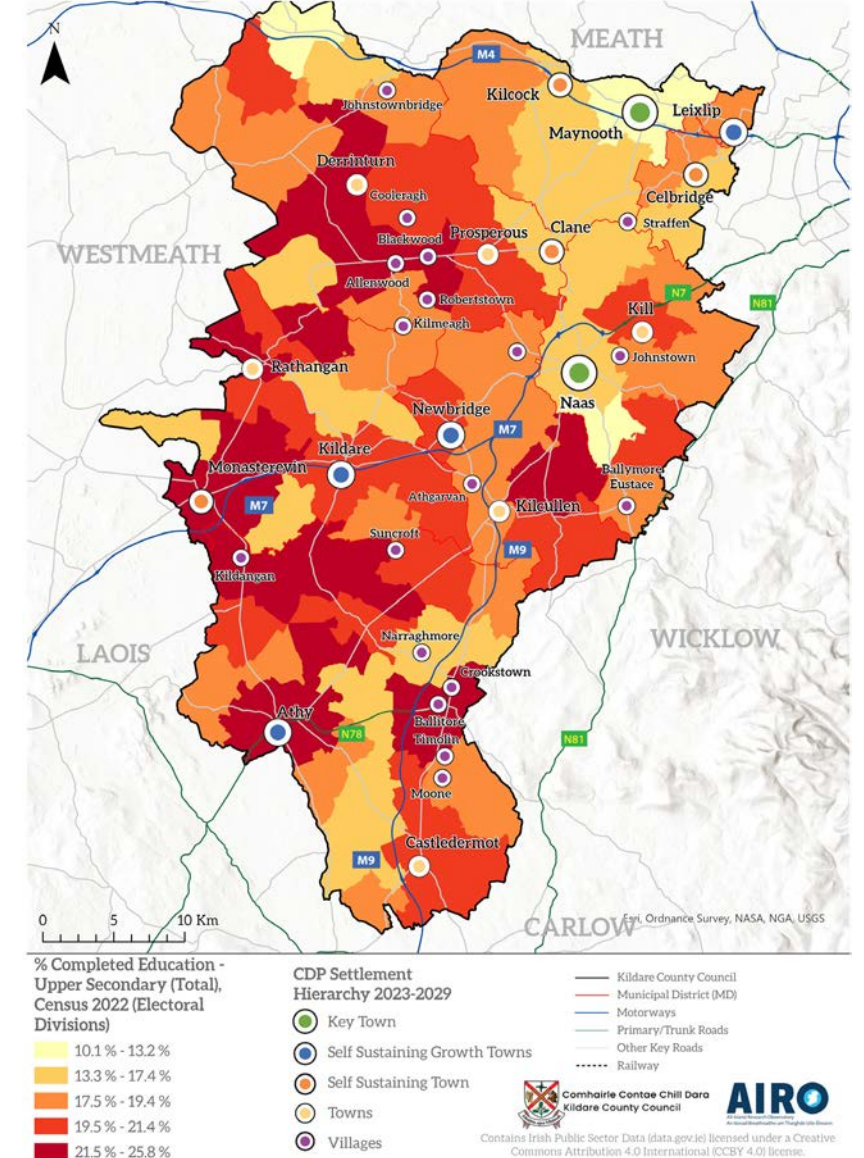 N
MEATH
M4
Kilcock
Johnstownbridge
Leixlip
Maynooth
Derrinturn
Cooleragh
Celbridge
Straffen
Blackwood
Prosperous
Clane
WESTMEATH
Allenwood
N7
N81
Robertstown
Kill
Kilmeagh
Johnstown
Rathangan
Naas
Newbridge
M7
Kildare
Monasterevin
Ballymore
Eustace
Athgarvan
M7
Kilcullen
Suncroft
M9
Kildangan
Narraghmore
WICKLOW
LAOIS
Crookstown
Athy
Ballitore
N78
Timolin
N81
Moone
Castledermot
M9
0 5 10 Km
CARLOW
Esri, Ordnance Survey, NASA, NGA, USGS
% Completed Education -
Upper Secondary (Total),
Census 2022 (Electoral
Divisions)
10.1 % - 13.2 %
13.3 % - 17.4 %
17.5 % - 19.4 %
19.5 % - 21.4 %
21.5 % - 25.8 %
CDP Settlement
Hierarchy 2023-2029
Key Town
Self Sustaining Growth Towns
Self Sustaining Town
Towns
Villages
Kildare County Council
Municipal District (MD)
Motorways
Primary/Trunk Roads
Other Key Roads
Railway
Comhairle Contae Chill Dara
Kildare County Council
AIRO
Contains Irish Public Sector Data (data.gov.ie) licensed under a Creative
Commons Attribution 4.0 International (CCBY 4.0) license.